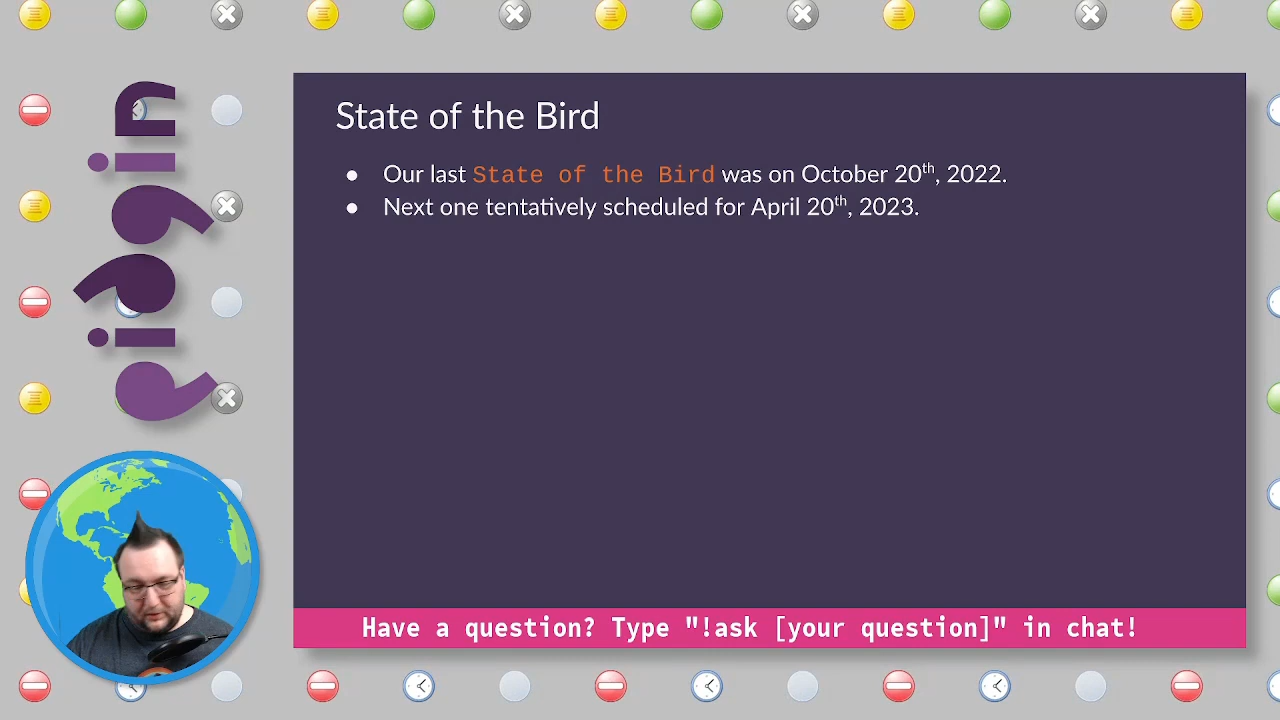 pidgin
State of the Bird
● Our last State of the Bird was on October 20th, 2022.
● Next one tentatively scheduled for April 20th, 2023.
Have a question? Type "!ask [your question]" in chat!